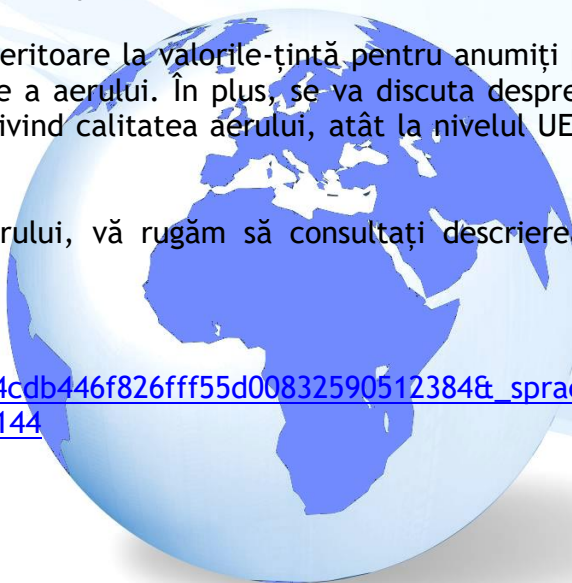 eritoare la valorile-țintă pentru anumiți
e a aerului. În plus, se va discuta despre
ivind calitatea aerului, atât la nivelul UE
rului, vă rugăm să consultați descriere
4cdb446f826fff55d00832590512384&_sprac
144